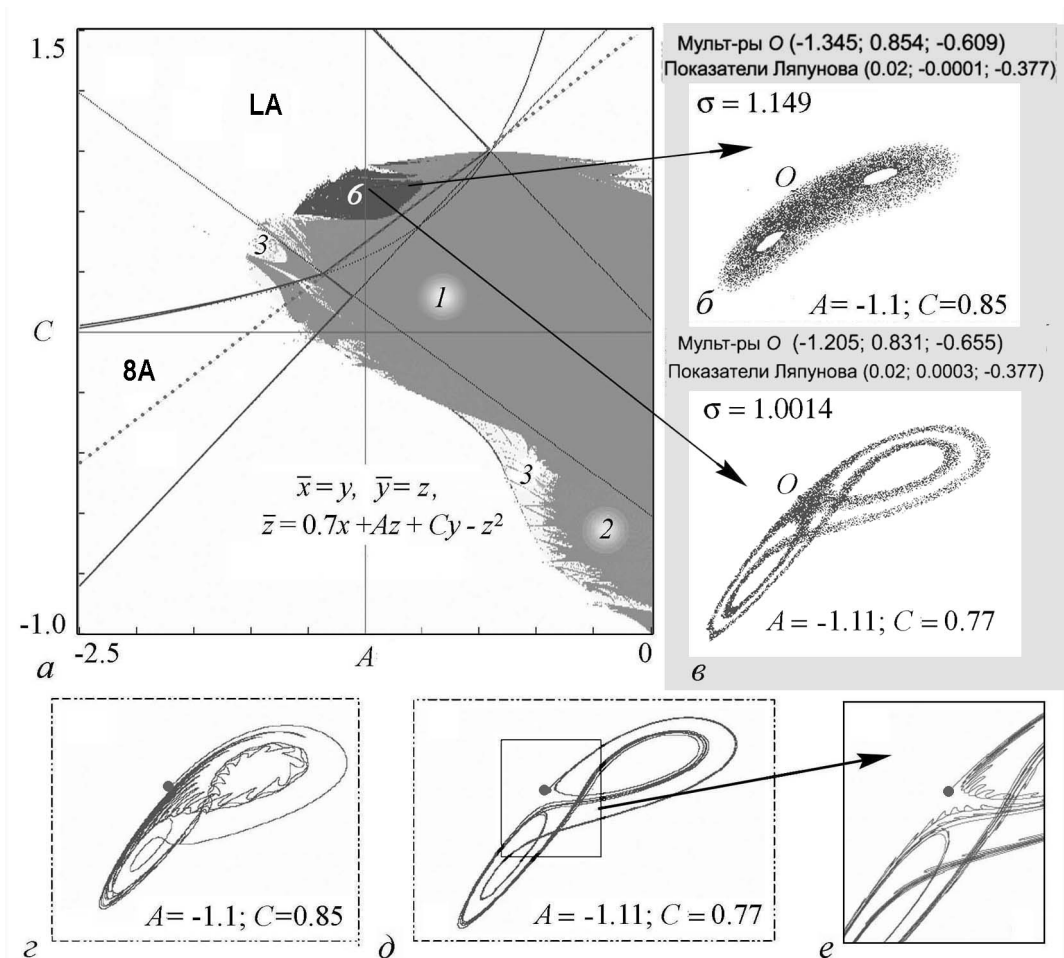 1.5
LA
6
3
1
C
8A
3
x̅ = y, y̅ = z,
z̅ = 0.7x + Az + Cy - z²
2
-1.0
а
-2.5
A
0
Мульт-ры O (-1.345; 0.854; -0.609)
Показатели Ляпунова (0.02; -0.0001; -0.377)
σ = 1.149
O
б
A = -1.1; C=0.85
Мульт-ры O (-1.205; 0.831; -0.655)
Показатели Ляпунова (0.02; 0.0003; -0.377)
σ = 1.0014
O
A = -1.11; C = 0.77
в
A = -1.1; C=0.85
г
A = -1.11; C = 0.77
д
е